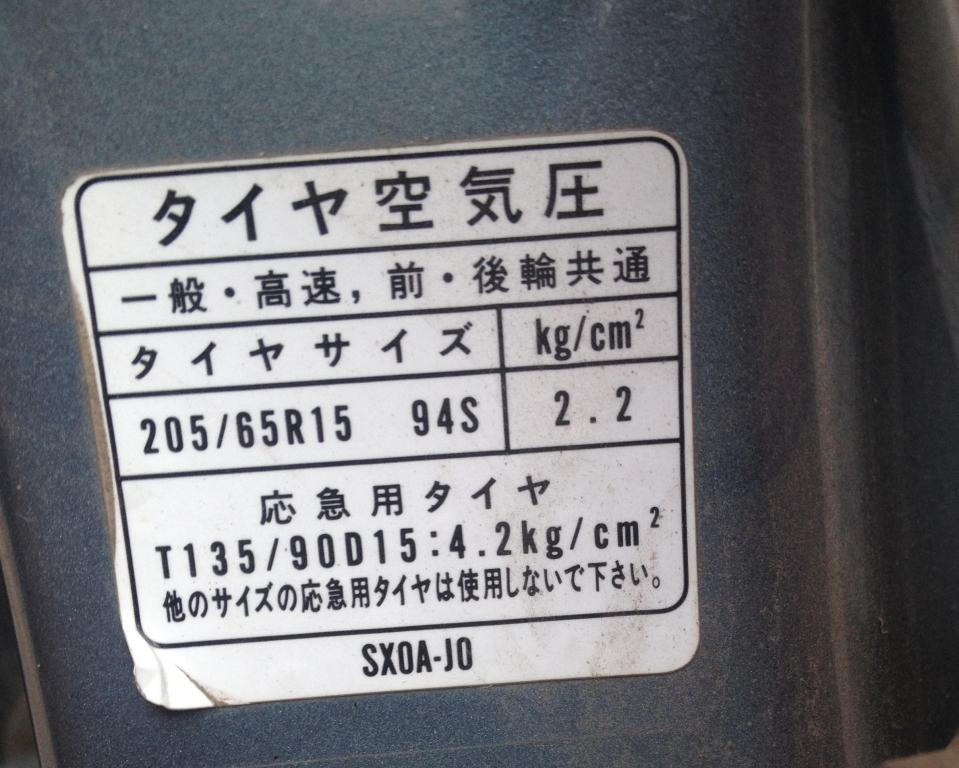 タイヤ空気圧
一般・高速，前・後輪共通
タイヤサイズ kg/cm²
205/65R15 94S 2.2
応急用タイヤ
T135/90D15:4.2kg/cm²
他のサイズの応急用タイヤは使用しないで下さい。
SX0A-J0